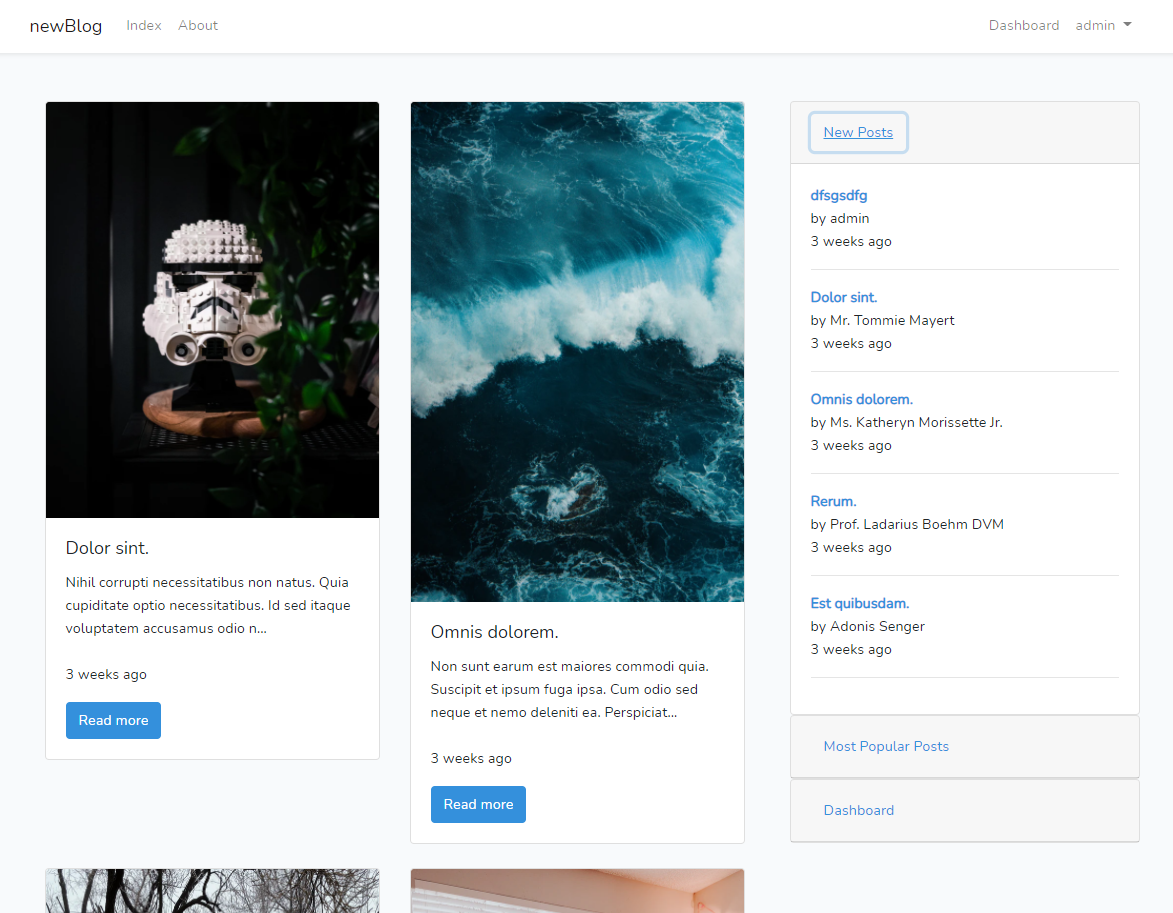 newBlog Index About Dashboard admin
Dolor sint.
Nihil corrupti necessitatibus non natus. Quia
cupiditate optio necessitatibus. Id sed itaque
voluptatem accusamus odio n...
3 weeks ago
Read more
Omnis dolorem.
Non sunt earum est maiores commodi quia.
Suscipit et ipsum fuga ipsa. Cum odio sed
neque et nemo deleniti ea. Perspiciat...
3 weeks ago
Read more
New Posts
dfsgsdfg
by admin
3 weeks ago
Dolor sint.
by Mr. Tommie Mayert
3 weeks ago
Omnis dolorem.
by Ms. Katheryn Morissette Jr.
3 weeks ago
Rerum.
by Prof. Ladarius Boehm DVM
3 weeks ago
Est quibusdam.
by Adonis Senger
3 weeks ago
Most Popular Posts
Dashboard